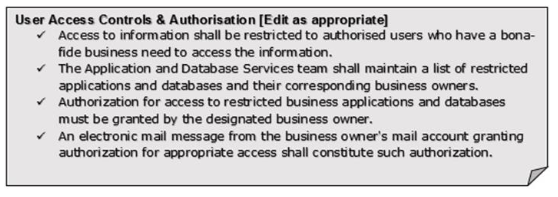 User Access Controls & Authorisation [Edit as appropriate]
✓ Access to information shall be restricted to authorised users who have a bona-
fide business need to access the information.
✓ The Application and Database Services team shall maintain a list of restricted
applications and databases and their corresponding business owners.
✓ Authorization for access to restricted business applications and databases
must be granted by the designated business owner.
✓ An electronic mail message from the business owner's mail account granting
authorization for appropriate access shall constitute such authorization.